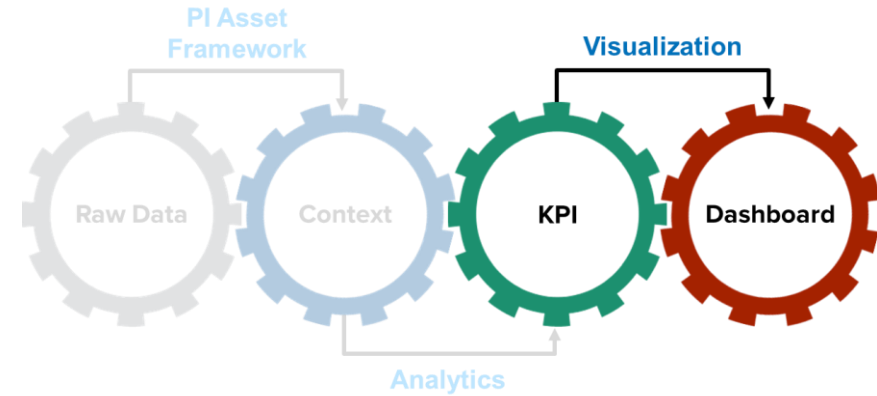 PI Asset
Framework
Visualization
Raw Data
Context
KPI
Dashboard
Analytics